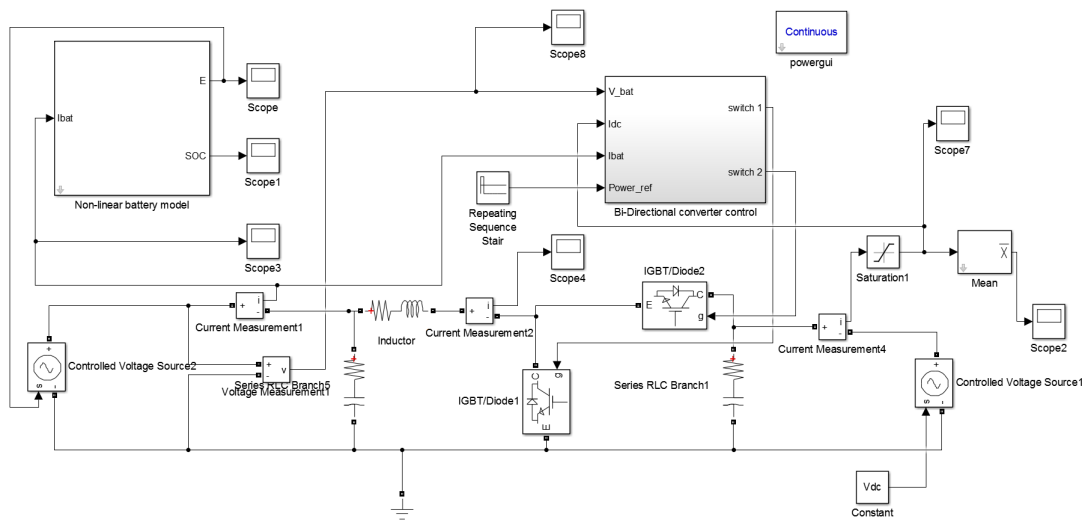 Continuous
powergui
Scope8
E
Scope
Ibat
SOC
Scope1
Non-linear battery model
Scope3
V_bat
Idc
Ibat
Power_ref
switch 1
switch 2
Bi-Directional converter control
Repeating
Sequence
Stair
Scope7
Scope4
Saturation1
X
Mean
Scope2
IGBT/Diode2
E
C
g
+
-
i
Current Measurement1
Inductor
+
-
i
Current Measurement2
+
-
i
Current Measurement4
+
s
-
Controlled Voltage Source2
+
-
v
Series RLC Branch5
Voltage Measurement1
IGBT/Diode1
C
g
E
Series RLC Branch1
+
s
-
Controlled Voltage Source1
Vdc
Constant